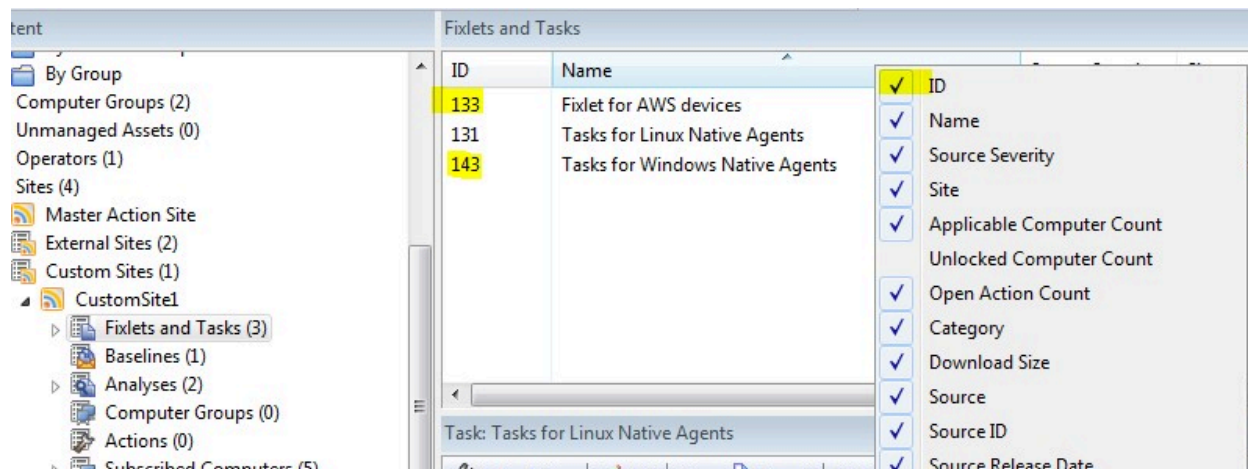 tent
By Group
Computer Groups (2)
Unmanaged Assets (0)
Operators (1)
Sites (4)
Master Action Site
External Sites (2)
Custom Sites (1)
CustomSite1
Fixlets and Tasks (3)
Baselines (1)
Analyses (2)
Computer Groups (0)
Actions (0)
Subscribed Computers (5)
Fixlets and Tasks
ID Name
133 Fixlet for AWS devices
131 Tasks for Linux Native Agents
143 Tasks for Windows Native Agents
Task: Tasks for Linux Native Agents
ID
Name
Source Severity
Site
Applicable Computer Count
Unlocked Computer Count
Open Action Count
Category
Download Size
Source
Source ID
Source Release Date